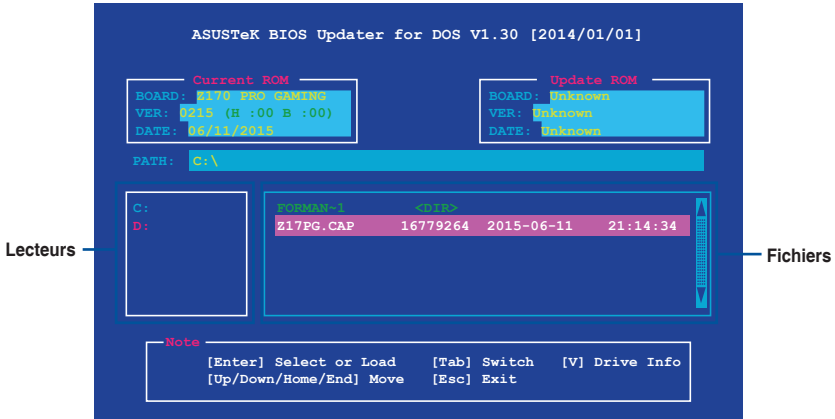 ASUSTeK BIOS Updater for DOS V1.30 [2014/01/01]
Current ROM
BOARD: Z170 PRO GAMING
VER: 0215 (H :00 B :00)
DATE: 06/11/2015
Update ROM
BOARD: Unknown
VER: Unknown
DATE: Unknown
PATH: C:\
C:
D:
FORMAN~1 <DIR>
Z17PG.CAP 16779264 2015-06-11 21:14:34
Lecteurs
Fichiers
Note
[Enter] Select or Load [Tab] Switch [V] Drive Info
[Up/Down/Home/End] Move [Esc] Exit